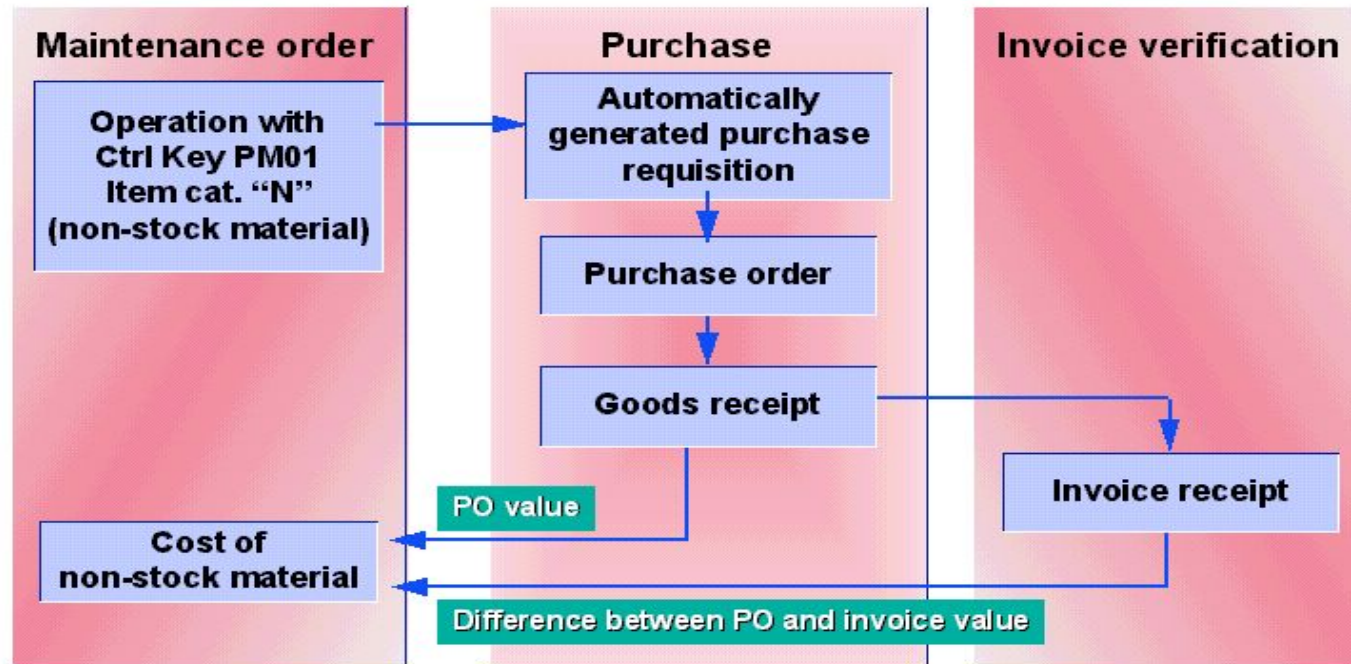 Maintenance order
Operation with
Ctrl Key PM01
Item cat. “N”
(non-stock material)
Cost of
non-stock material
Purchase
Automatically
generated purchase
requisition
Purchase order
Goods receipt
PO value
Difference between PO and invoice value
Invoice verification
Invoice receipt